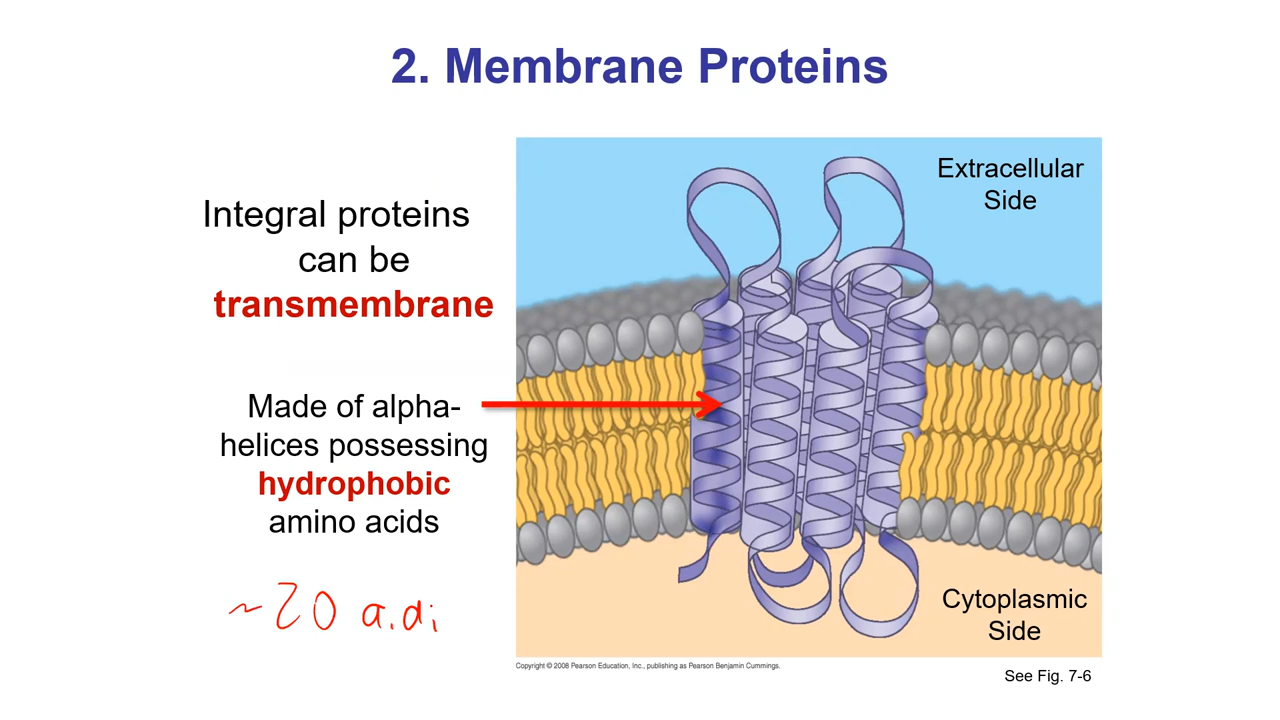 2. Membrane Proteins
Integral proteins
can be
transmembrane
Made of alpha-
helices possessing
hydrophobic
amino acids
~20 a.a.
Extracellular
Side
Cytoplasmic
Side
Copyright © 2008 Pearson Education, Inc., publishing as Pearson Benjamin Cummings.
See Fig. 7-6